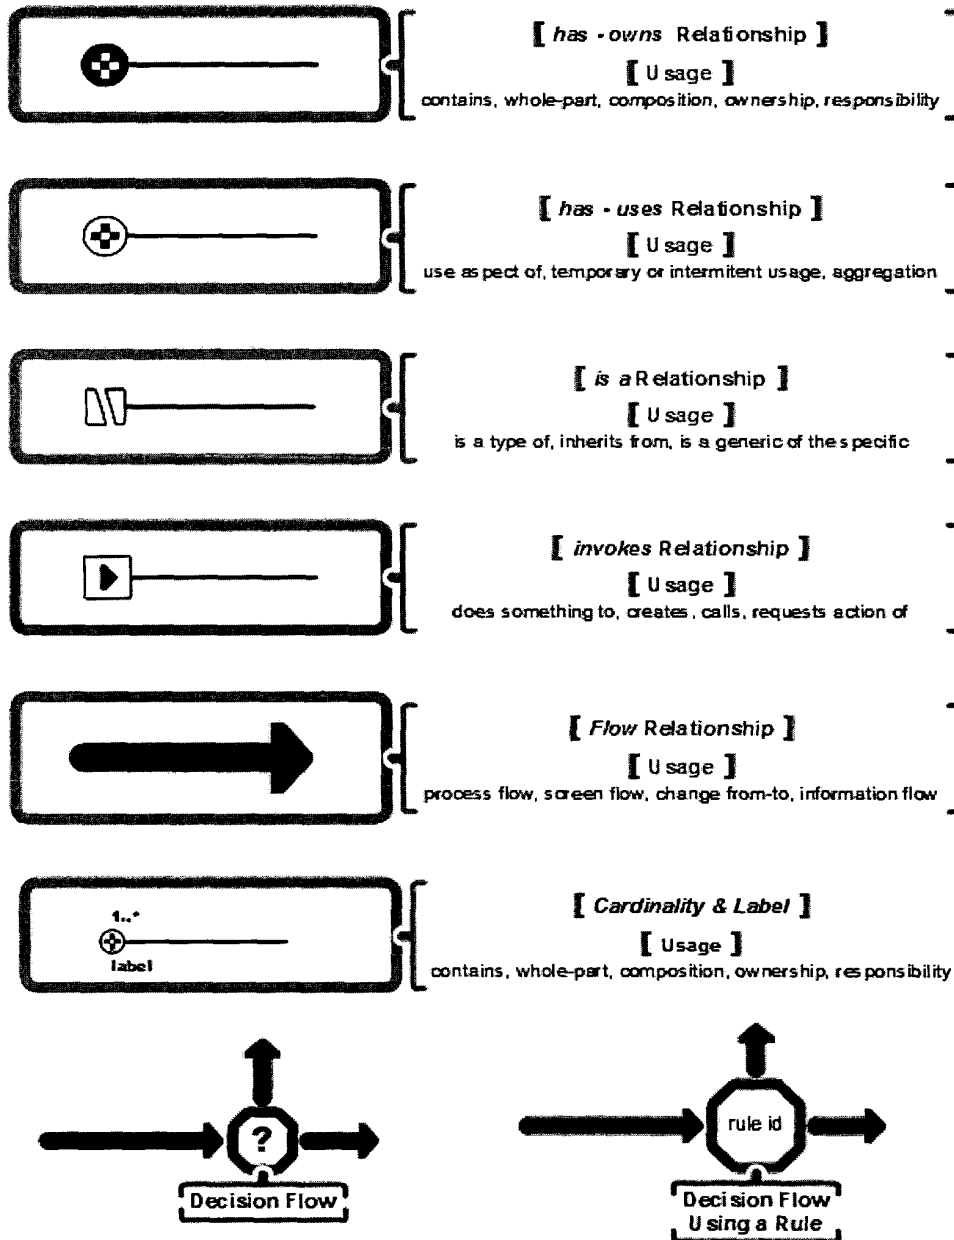 [ has - owns Relationship ]
[ Usage ]
contains, whole-part, composition, ownership, responsibility
[ has - uses Relationship ]
[ Usage ]
use aspect of, temporary or intermitent usage, aggregation
[ is a Relationship ]
[ Usage ]
is a type of, inherits from, is a generic of the specific
[ invokes Relationship ]
[ Usage ]
does something to, creates, calls, requests action of
[ Flow Relationship ]
[ Usage ]
process flow, screen flow, change from-to, information flow
1..*
label
[ Cardinality & Label ]
[ Usage ]
contains, whole-part, composition, ownership, responsibility
?
Decision Flow
rule id
Decision Flow
Using a Rule